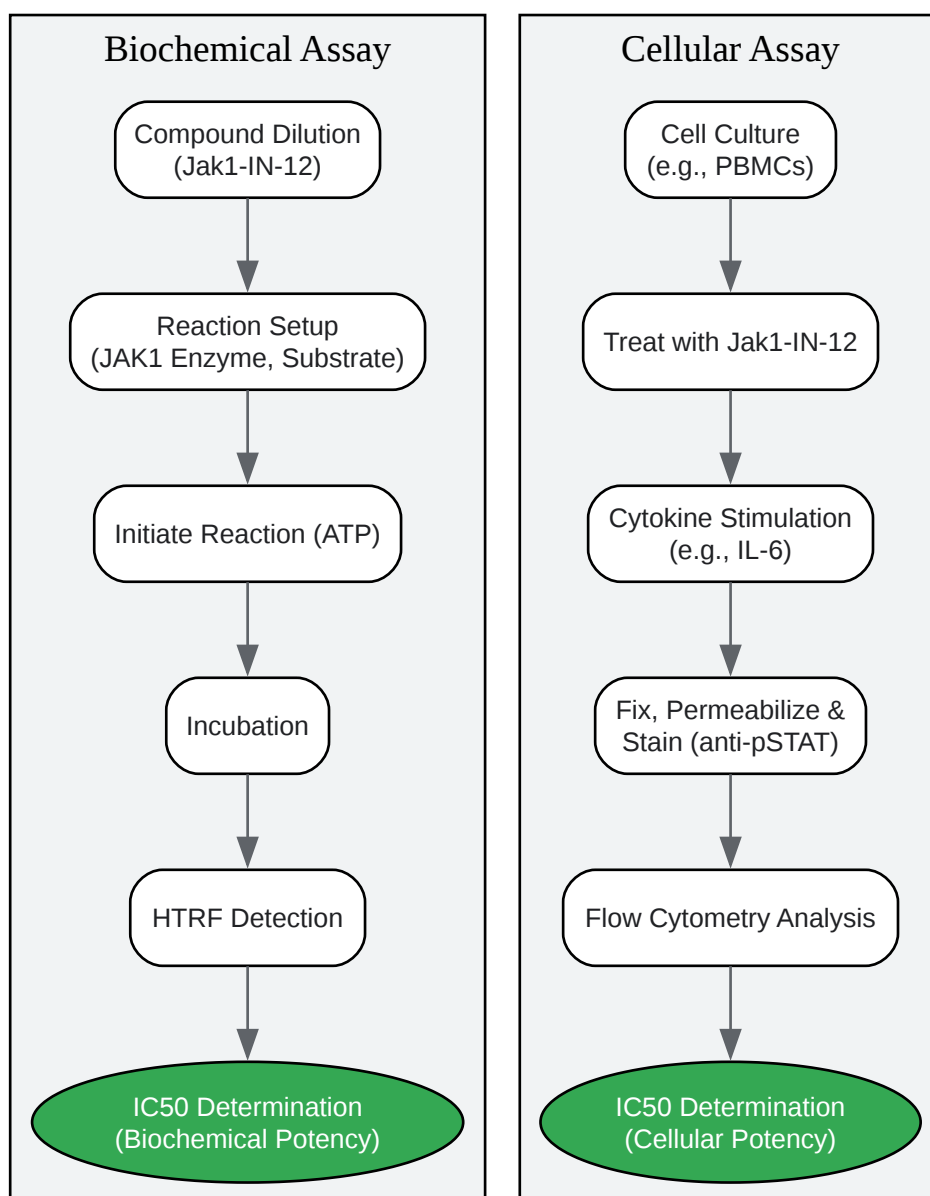 Biochemical Assay
Compound Dilution
(Jak1-IN-12)
Reaction Setup
(JAK1 Enzyme, Substrate)
Initiate Reaction (ATP)
Incubation
HTRF Detection
IC50 Determination
(Biochemical Potency)
Cellular Assay
Cell Culture
(e.g., PBMCs)
Treat with Jak1-IN-12
Cytokine Stimulation
(e.g., IL-6)
Fix, Permeabilize &
Stain (anti-pSTAT)
Flow Cytometry Analysis
IC50 Determination
(Cellular Potency)